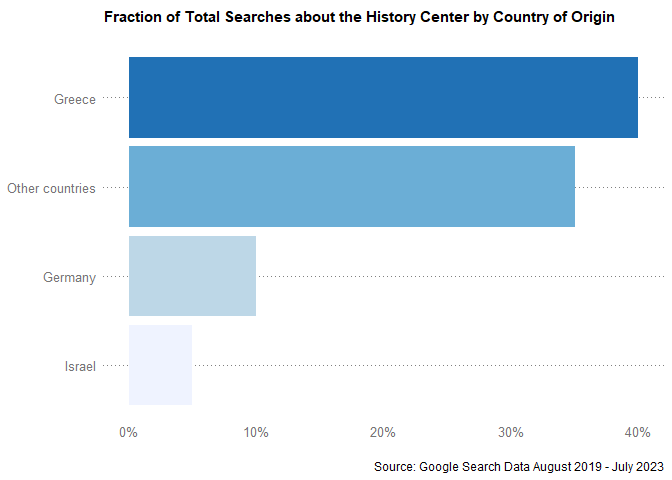 Fraction of Total Searches about the History Center by Country of Origin
Greece
Other countries
Germany
Israel
0% 10% 20% 30% 40%
Source: Google Search Data August 2019 - July 2023